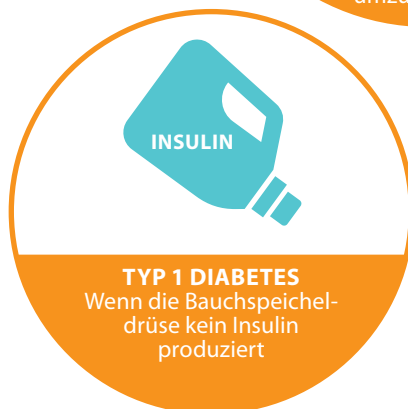 INSULIN
TYP 1 DIABETES
Wenn die Bauchspeichel-
drüse kein Insulin
produziert